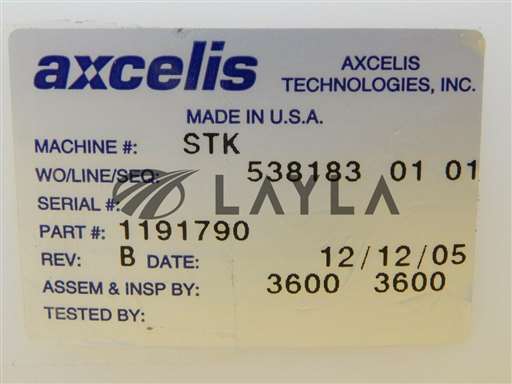 axcelis
AXCELIS
TECHNOLOGIES, INC.
MADE IN U.S.A.
MACHINE #: STK
WO/LINE/SEQ: 538183 01 01
SERIAL #:
LAYLA
PART #: 1191790
REV: B DATE: 12/12/05
ASSEM & INSP BY: 3600 3600
TESTED BY: